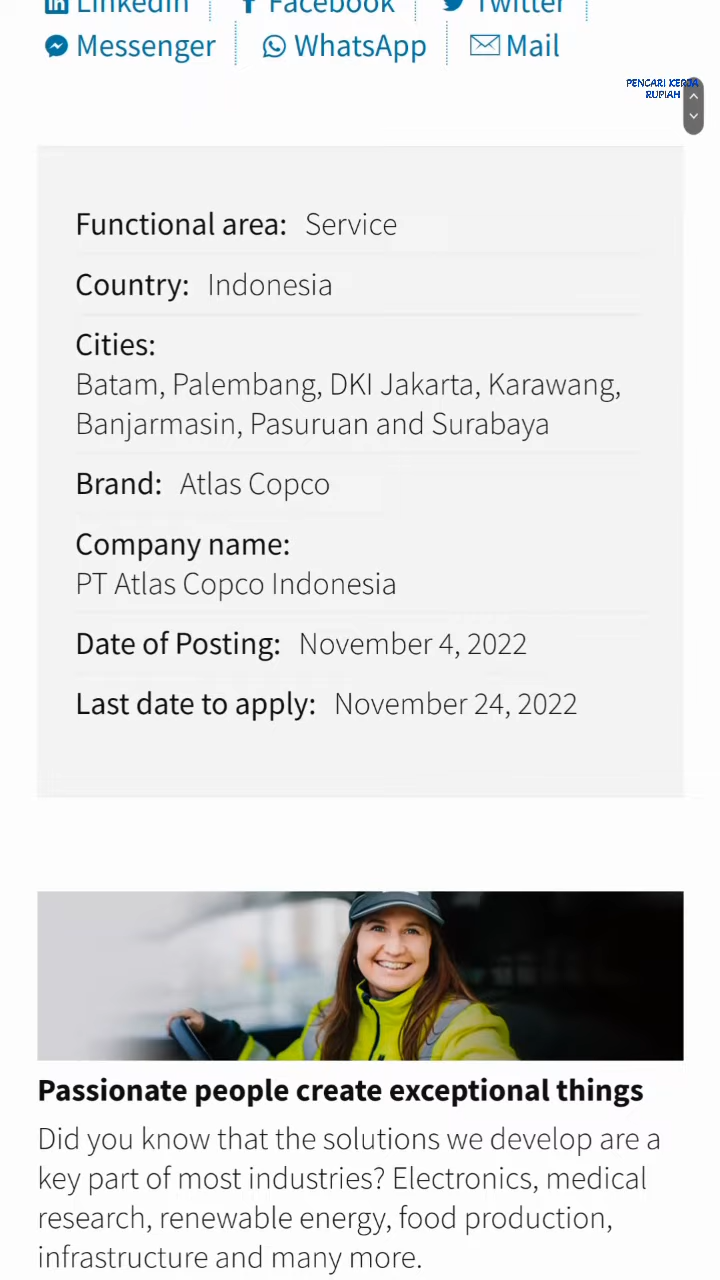 LinkedIn Facebook Twitter
Messenger WhatsApp Mail
PENCARI KERJA
RUPIAH
Functional area: Service
Country: Indonesia
Cities:
Batam, Palembang, DKI Jakarta, Karawang,
Banjarmasin, Pasuruan and Surabaya
Brand: Atlas Copco
Company name:
PT Atlas Copco Indonesia
Date of Posting: November 4, 2022
Last date to apply: November 24, 2022
Passionate people create exceptional things
Did you know that the solutions we develop are a
key part of most industries? Electronics, medical
research, renewable energy, food production,
infrastructure and many more.